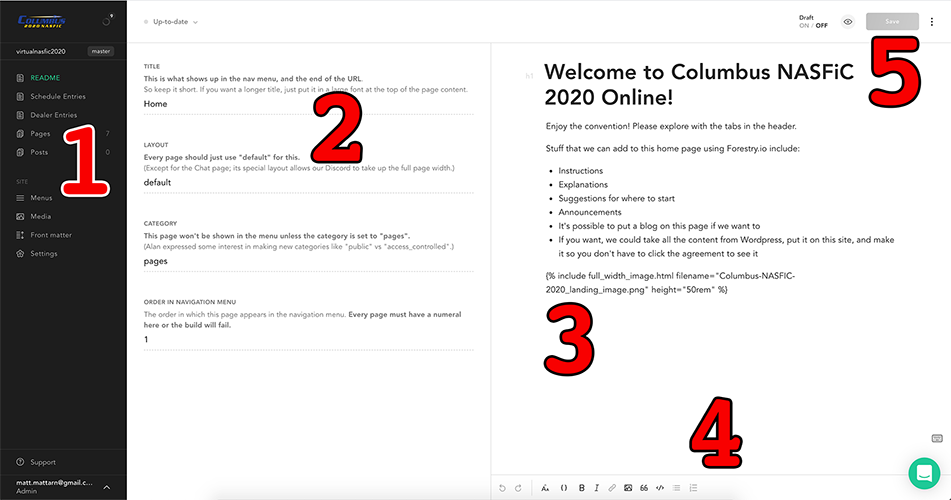 COLUMBUS
2020 NASFIC
virtualnasfic2020
master
README
Schedule Entries
Dealer Entries
Pages 7
Posts 0
SITE
Menus
Media
Front matter
Settings
Support
matt.mattarn@gmail.c...
Admin
1
Up-to-date
Draft
ON / OFF
Save
5
TITLE
This is what shows up in the nav menu, and the end of the URL.
So keep it short. If you want a longer title, just put it in a large font at the top of the page content.
Home
2
LAYOUT
Every page should just use "default" for this.
(Except for the Chat page; its special layout allows our Discord to take up the full page width.)
default
CATEGORY
This page won't be shown in the menu unless the category is set to "pages".
(Alan expressed some interest in making new categories like "public" vs "access_controlled".)
pages
ORDER IN NAVIGATION MENU
The order in which this page appears in the navigation menu. Every page must have a numeral
here or the build will fail.
1
h1
Welcome to Columbus NASFiC
2020 Online!
Enjoy the convention! Please explore with the tabs in the header.
Stuff that we can add to this home page using Forestry.io include:
• Instructions
• Explanations
• Suggestions for where to start
• Announcements
• It's possible to put a blog on this page if we want to
• If you want, we could take all the content from Wordpress, put it on this site, and make
it so you don't have to click the agreement to see it
{% include full_width_image.html filename="Columbus-NASFiC-
2020_landing_image.png" height="50rem" %}
3
4
B I 66 </>